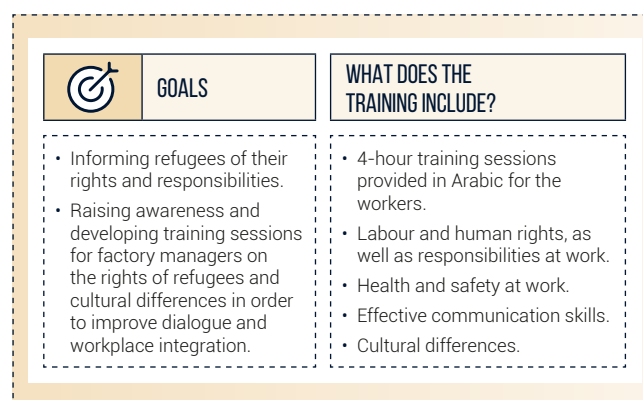 GOALS
• Informing refugees of their
rights and responsibilities.
• Raising awareness and
developing training sessions
for factory managers on
the rights of refugees and
cultural differences in order
to improve dialogue and
workplace integration.
WHAT DOES THE
TRAINING INCLUDE?
• 4-hour training sessions
provided in Arabic for the
workers.
• Labour and human rights, as
well as responsibilities at work.
• Health and safety at work.
• Effective communication skills.
• Cultural differences.